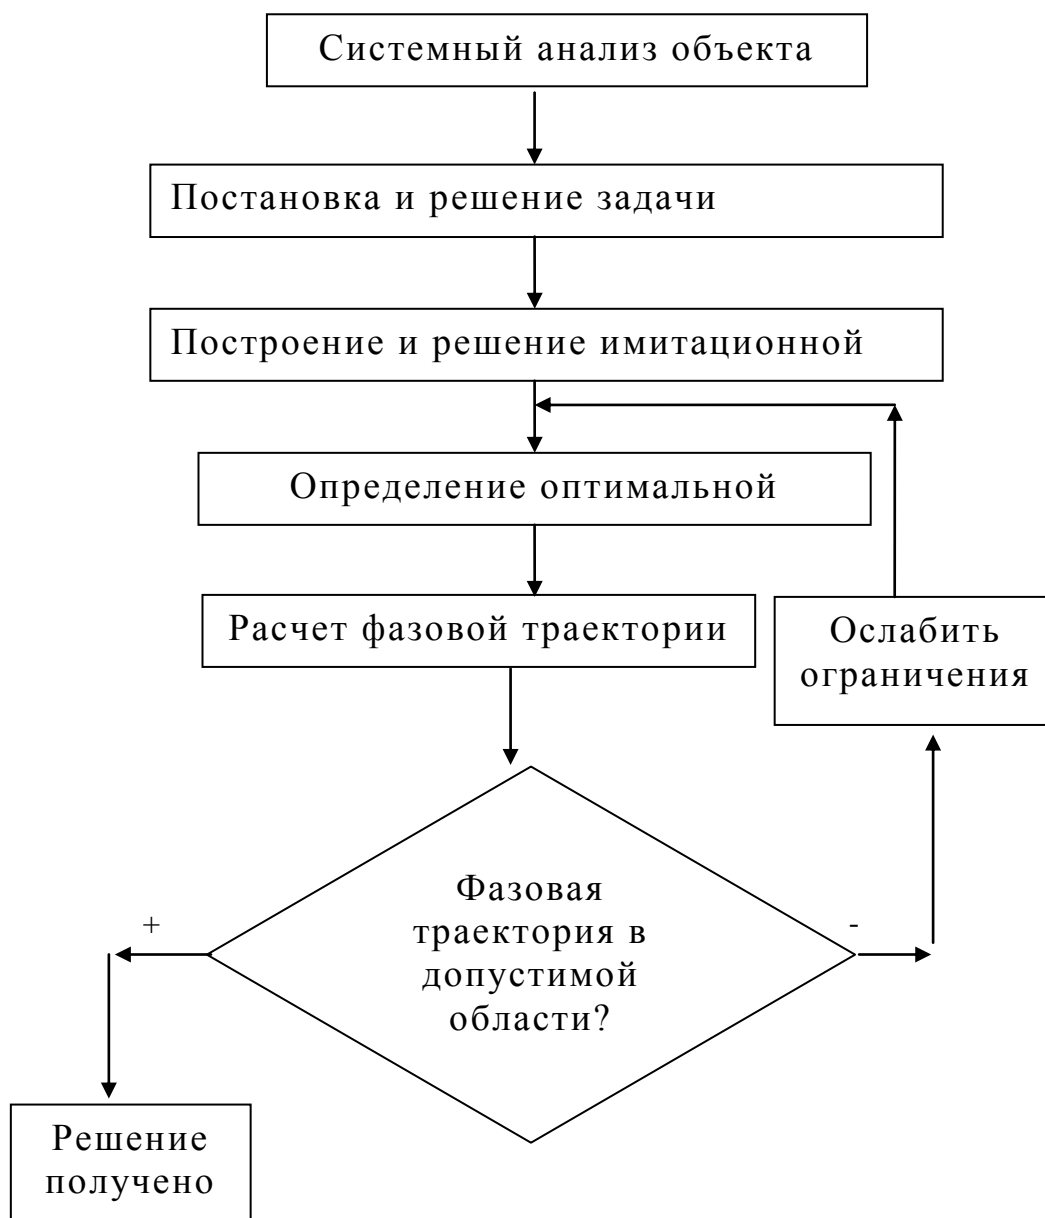 Системный анализ объекта
Постановка и решение задачи
Построение и решение имитационной
Определение оптимальной
Расчет фазовой траектории
Ослабить
ограничения
Фазовая
траектория в
допустимой
области?
+
-
Решение
получено